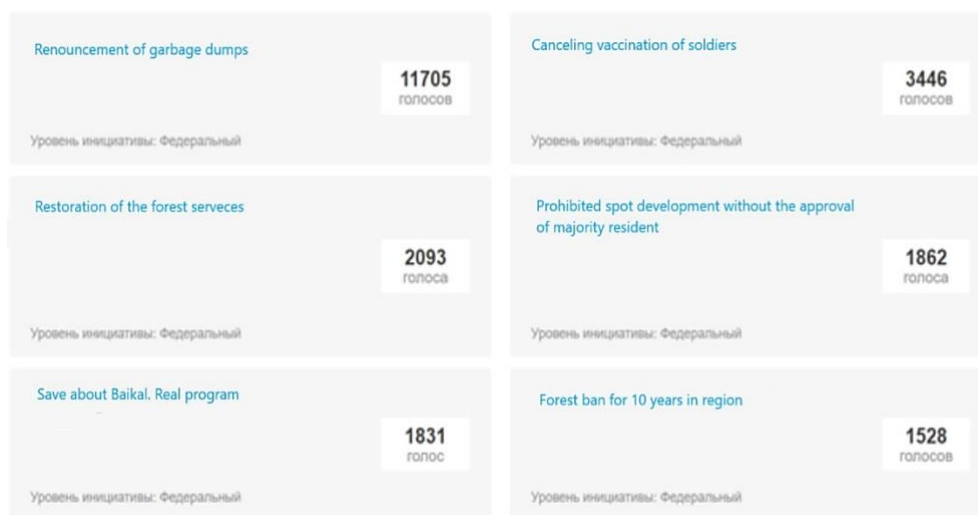 Renouncement of garbage dumps
11705
голосов
Уровень инициативы: Федеральный
Canceling vaccination of soldiers
3446
голосов
Уровень инициативы: Федеральный
Restoration of the forest serveces
2093
голоса
Уровень инициативы: Федеральный
Prohibited spot development without the approval
of majority resident
1862
голоса
Уровень инициативы: Федеральный
Save about Baikal. Real program
1831
голос
Уровень инициативы: Федеральный
Forest ban for 10 years in region
1528
голосов
Уровень инициативы: Федеральный